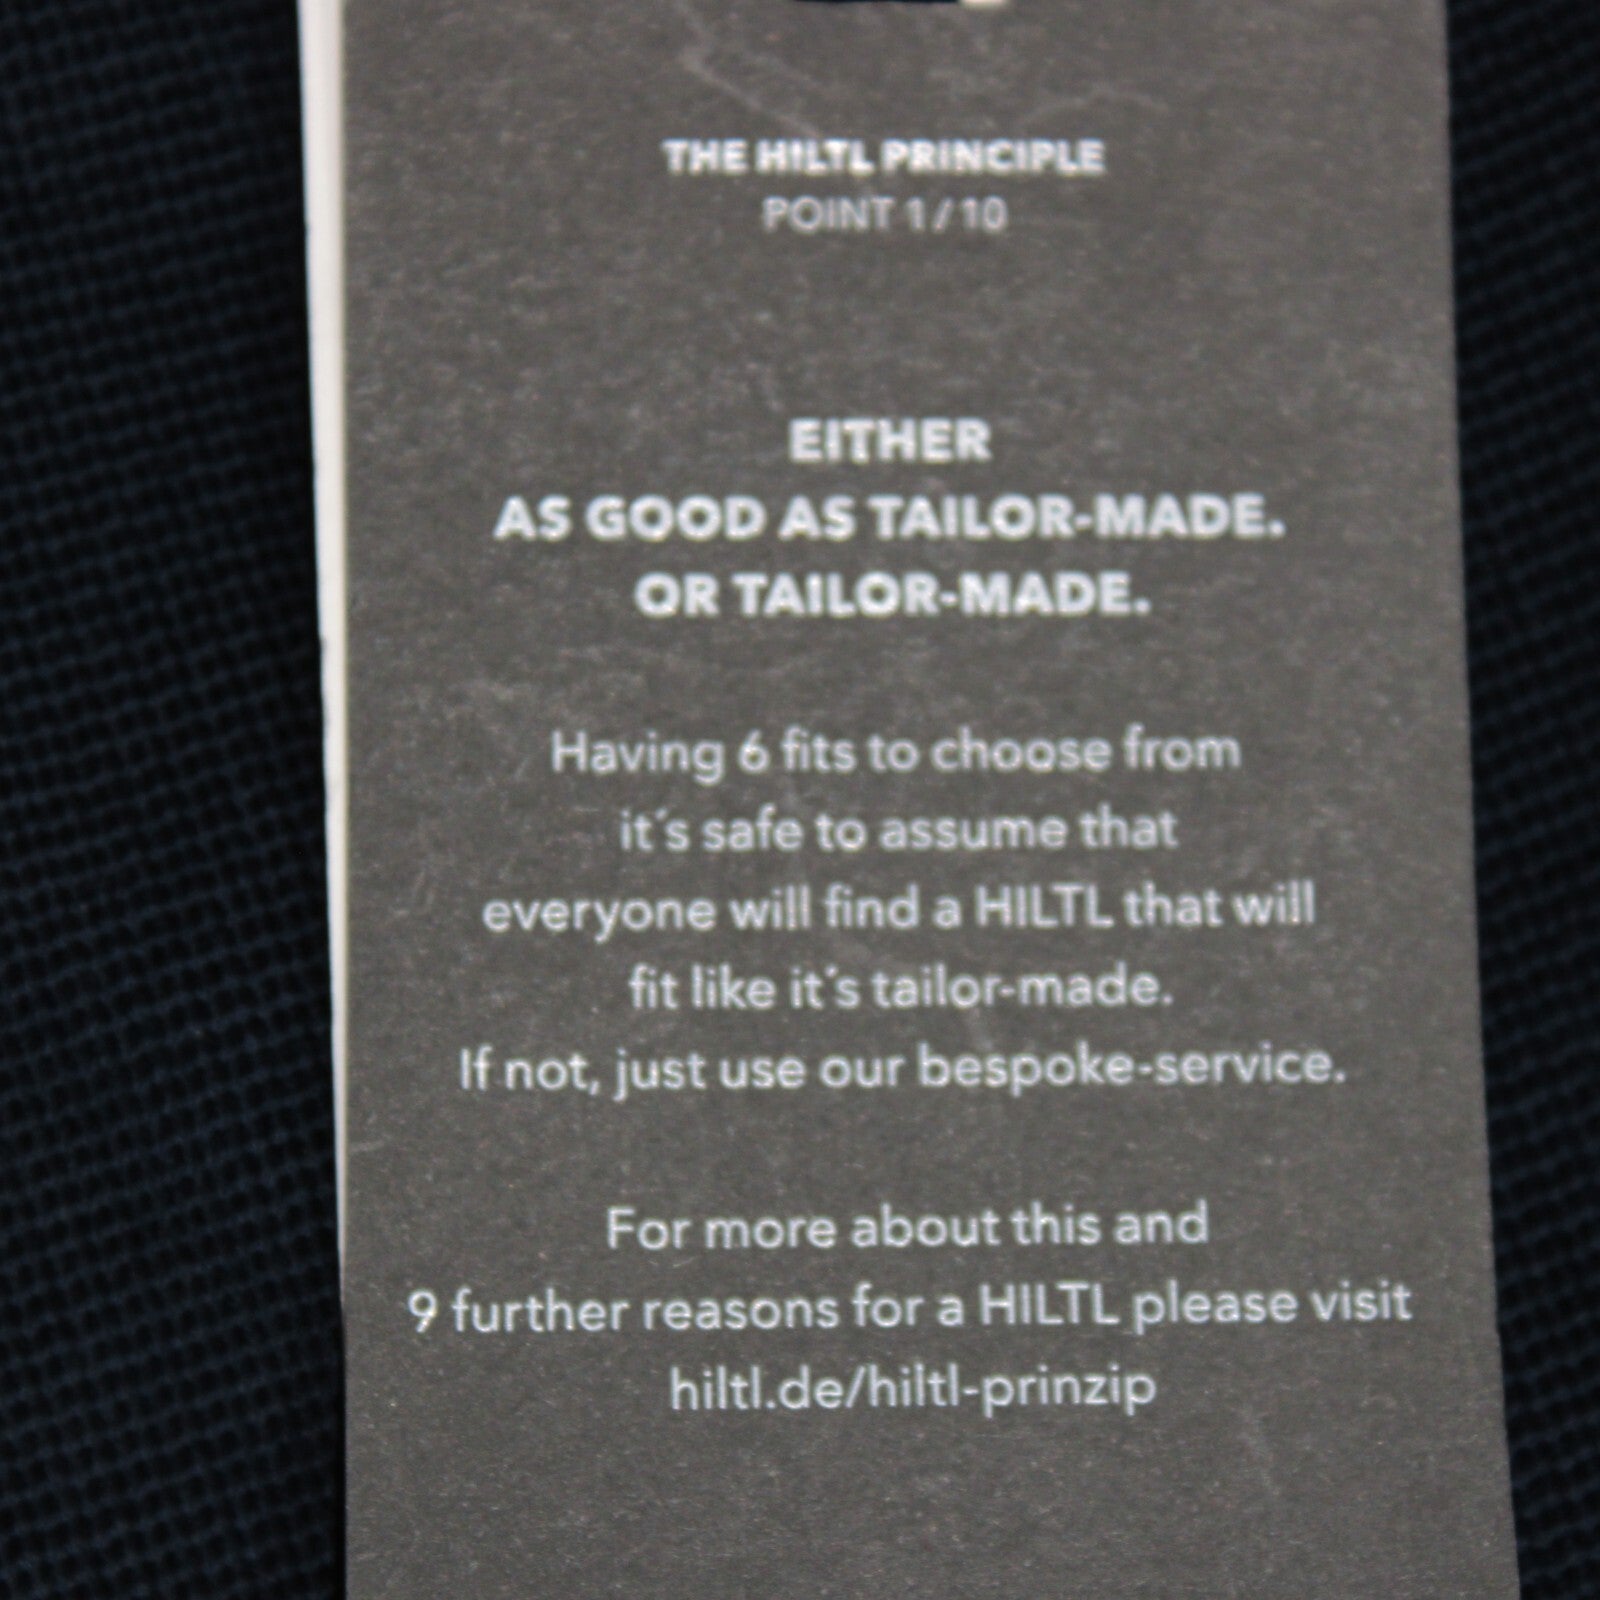 THE HILTL PRINCIPLE
POINT 1/10
EITHER
AS GOOD AS TAILOR-MADE.
OR TAILOR-MADE.
Having 6 fits to choose from
it´s safe to assume that
everyone will find a HILTL that will
fit like it´s tailor-made.
If not, just use our bespoke-service.
For more about this and
9 further reasons for a HILTL please visit
hiltl.de/hiltl-prinzip